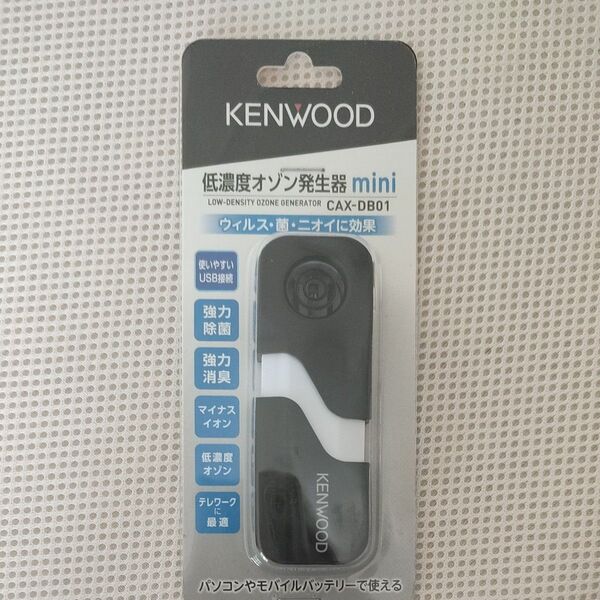 KENWOOD
低濃度オゾン発生器 mini
LOW-DENSITY OZONE GENERATOR CAX-DB01
ウィルス・菌・ニオイに効果
使いやすい
USB接続
強力
除菌
強力
消臭
マイナス
イオン
低濃度
オゾン
テレワーク
に
最適
KENWOOD
パソコンやモバイルバッテリーで使える